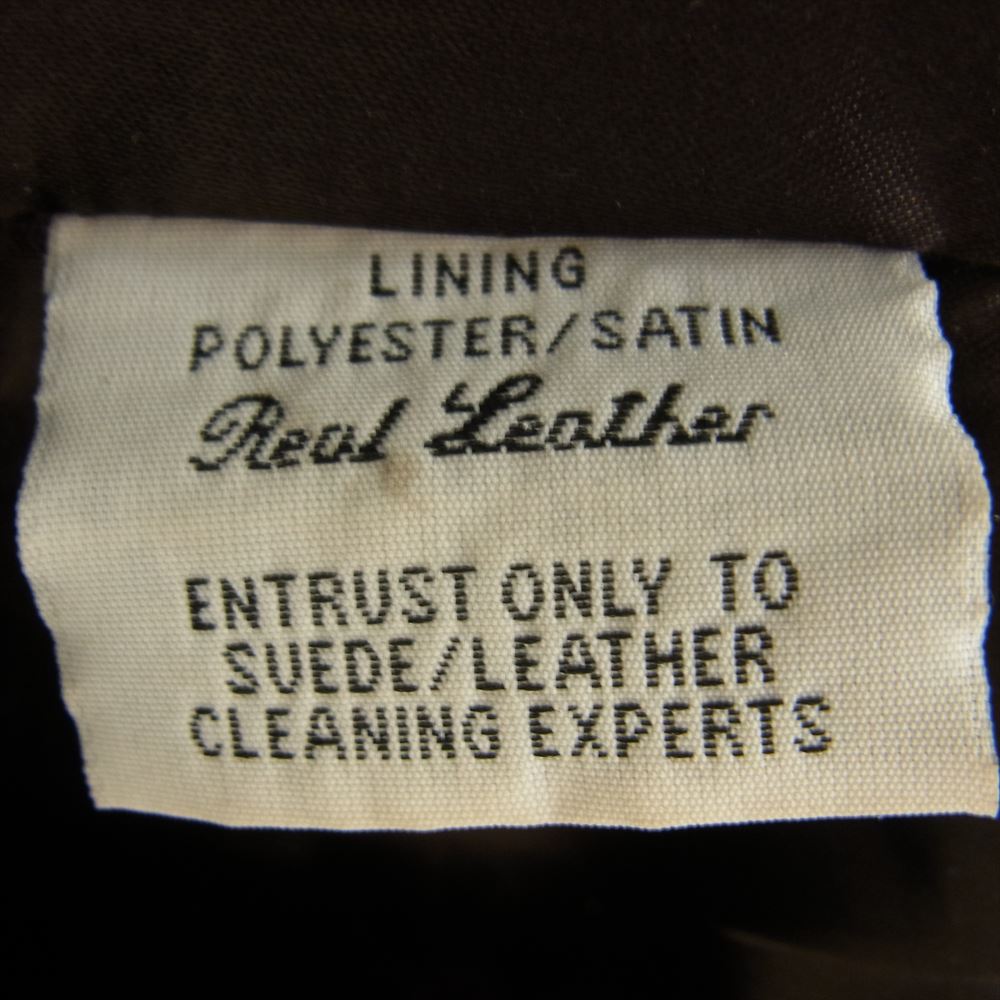 LINING
POLYESTER/SATIN
Real Leather
ENTRUST ONLY TO
SUEDE/LEATHER
CLEANING EXPERTS